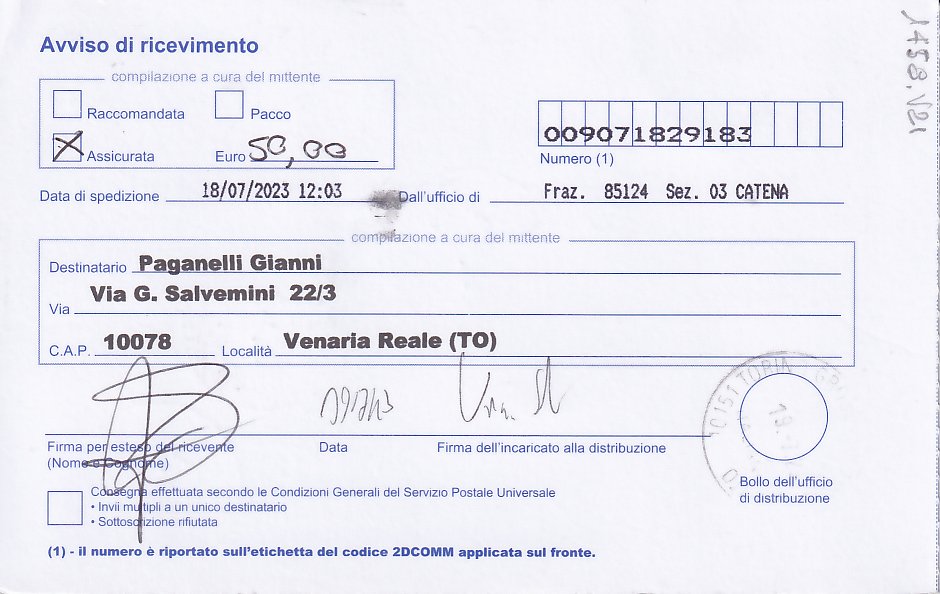 Avviso di ricevimento
compilazione a cura del mittente
Raccomandata Pacco
Assicurata Euro 50,00
009071829183
Numero (1)
Data di spedizione 18/07/2023 12:03 Dall'ufficio di Fraz. 85124 Sez. 03 CATENA
compilazione a cura del mittente
Destinatario Paganelli Gianni
Via Via G. Salvemini 22/3
C.A.P. 10078 Località Venaria Reale (TO)
Firma per esteso del ricevente
(Nome e Cognome)
Data
Firma dell'incaricato alla distribuzione
Bollo dell'ufficio
di distribuzione
Consegna effettuata secondo le Condizioni Generali del Servizio Postale Universale
• Invii multipli a un unico destinatario
• Sottoscrizione rifiutata
(1) - il numero è riportato sull'etichetta del codice 2DCOMM applicata sul fronte.